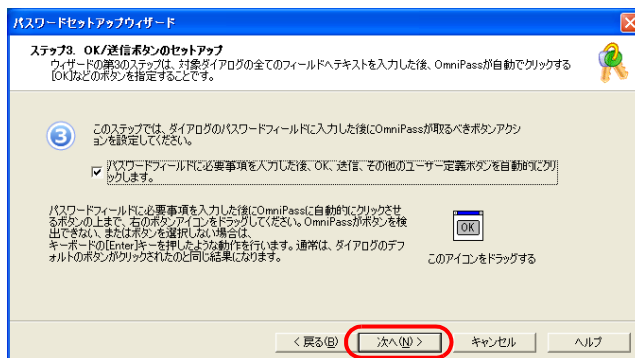 パスワードセットアップウィザード
ステップ3. OK/送信ボタンのセットアップ
ウィザードの第3のステップは、対象ダイアログの全てのフィールドへテキストを入力した後、OmniPassが自動でクリックする
[OK]などのボタンを指定することです。
3
このステップでは、ダイアログのパスワードフィールドに入力した後にOmniPassが取るべきボタンアクシ
ョンを設定してください。
パスワードフィールドに必要事項を入力した後、OK、送信、その他のユーザー定義ボタンを自動的にクリ
ックします。
パスワードフィールドに必要事項を入力した後にOmniPassに自動的にクリックさせ
るボタンの上まで、右のボタンアイコンをドラッグしてください。OmniPassがボタンを検
出できない、またはボタンを選択しない場合は、
キーボードの[Enter]キーを押したような動作を行います。通常は、ダイアログのデフ
ォルトのボタンがクリックされたのと同じ結果になります。
OK
このアイコンをドラッグする
< 戻る(B)
次へ(N) >
キャンセル
ヘルプ